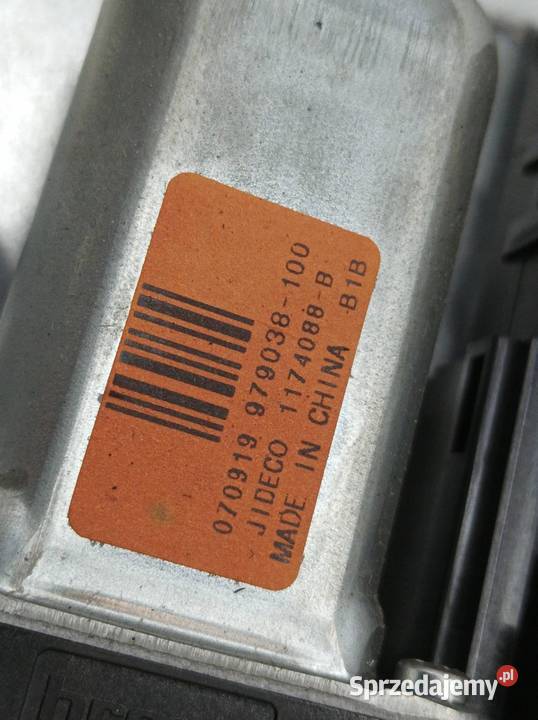 070919 979038-100
JIDECO 1174088-B
MADE IN CHINA B1B
Sprzedajemy.pl